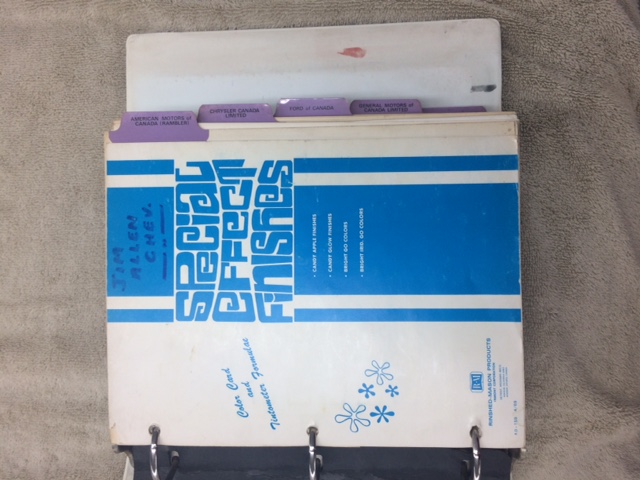 AMERICAN MOTORS of
CANADA (RAMBLER)
CHRYSLER CANADA
LIMITED
FORD of CANADA
GENERAL MOTORS of
CANADA LIMITED
JIM
ALLEN
CHEV.
SPECIAL
EFFECT
FINISHES
• CANDY APPLE FINISHES
• CANDY GLOW FINISHES
• BRIGHT GO COLORS
• BRIGHT IRID. GO COLORS
Color Card
and
Tintometer Formulae
R-M
RINSHED-MASON PRODUCTS